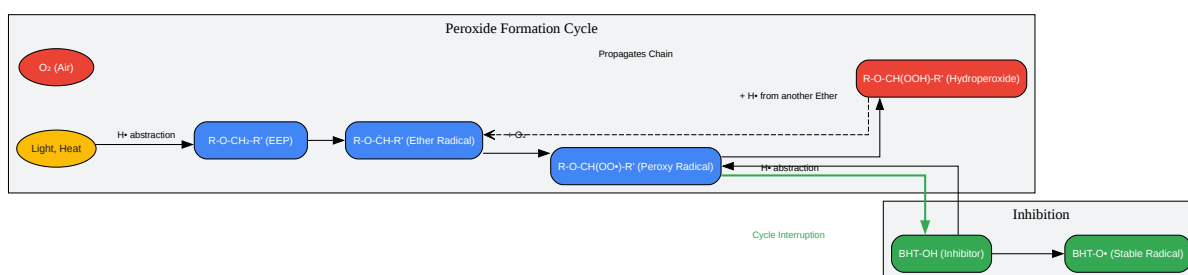 Peroxide Formation Cycle
O₂ (Air)
Propagates Chain
R-O-CH(OOH)-R' (Hydroperoxide)
+ H• from another Ether
Light, Heat
H• abstraction
R-O-CH₂-R' (EEP)
R-O-ĊH-R' (Ether Radical)
+ O₂
R-O-CH(OO•)-R' (Peroxy Radical)
H• abstraction
Inhibition
Cycle Interruption
BHT-OH (Inhibitor)
BHT-O• (Stable Radical)